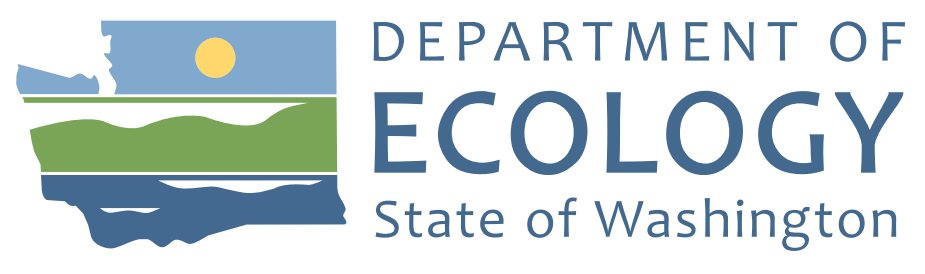 DEPARTMENT OF
ECOLOGY
State of Washington